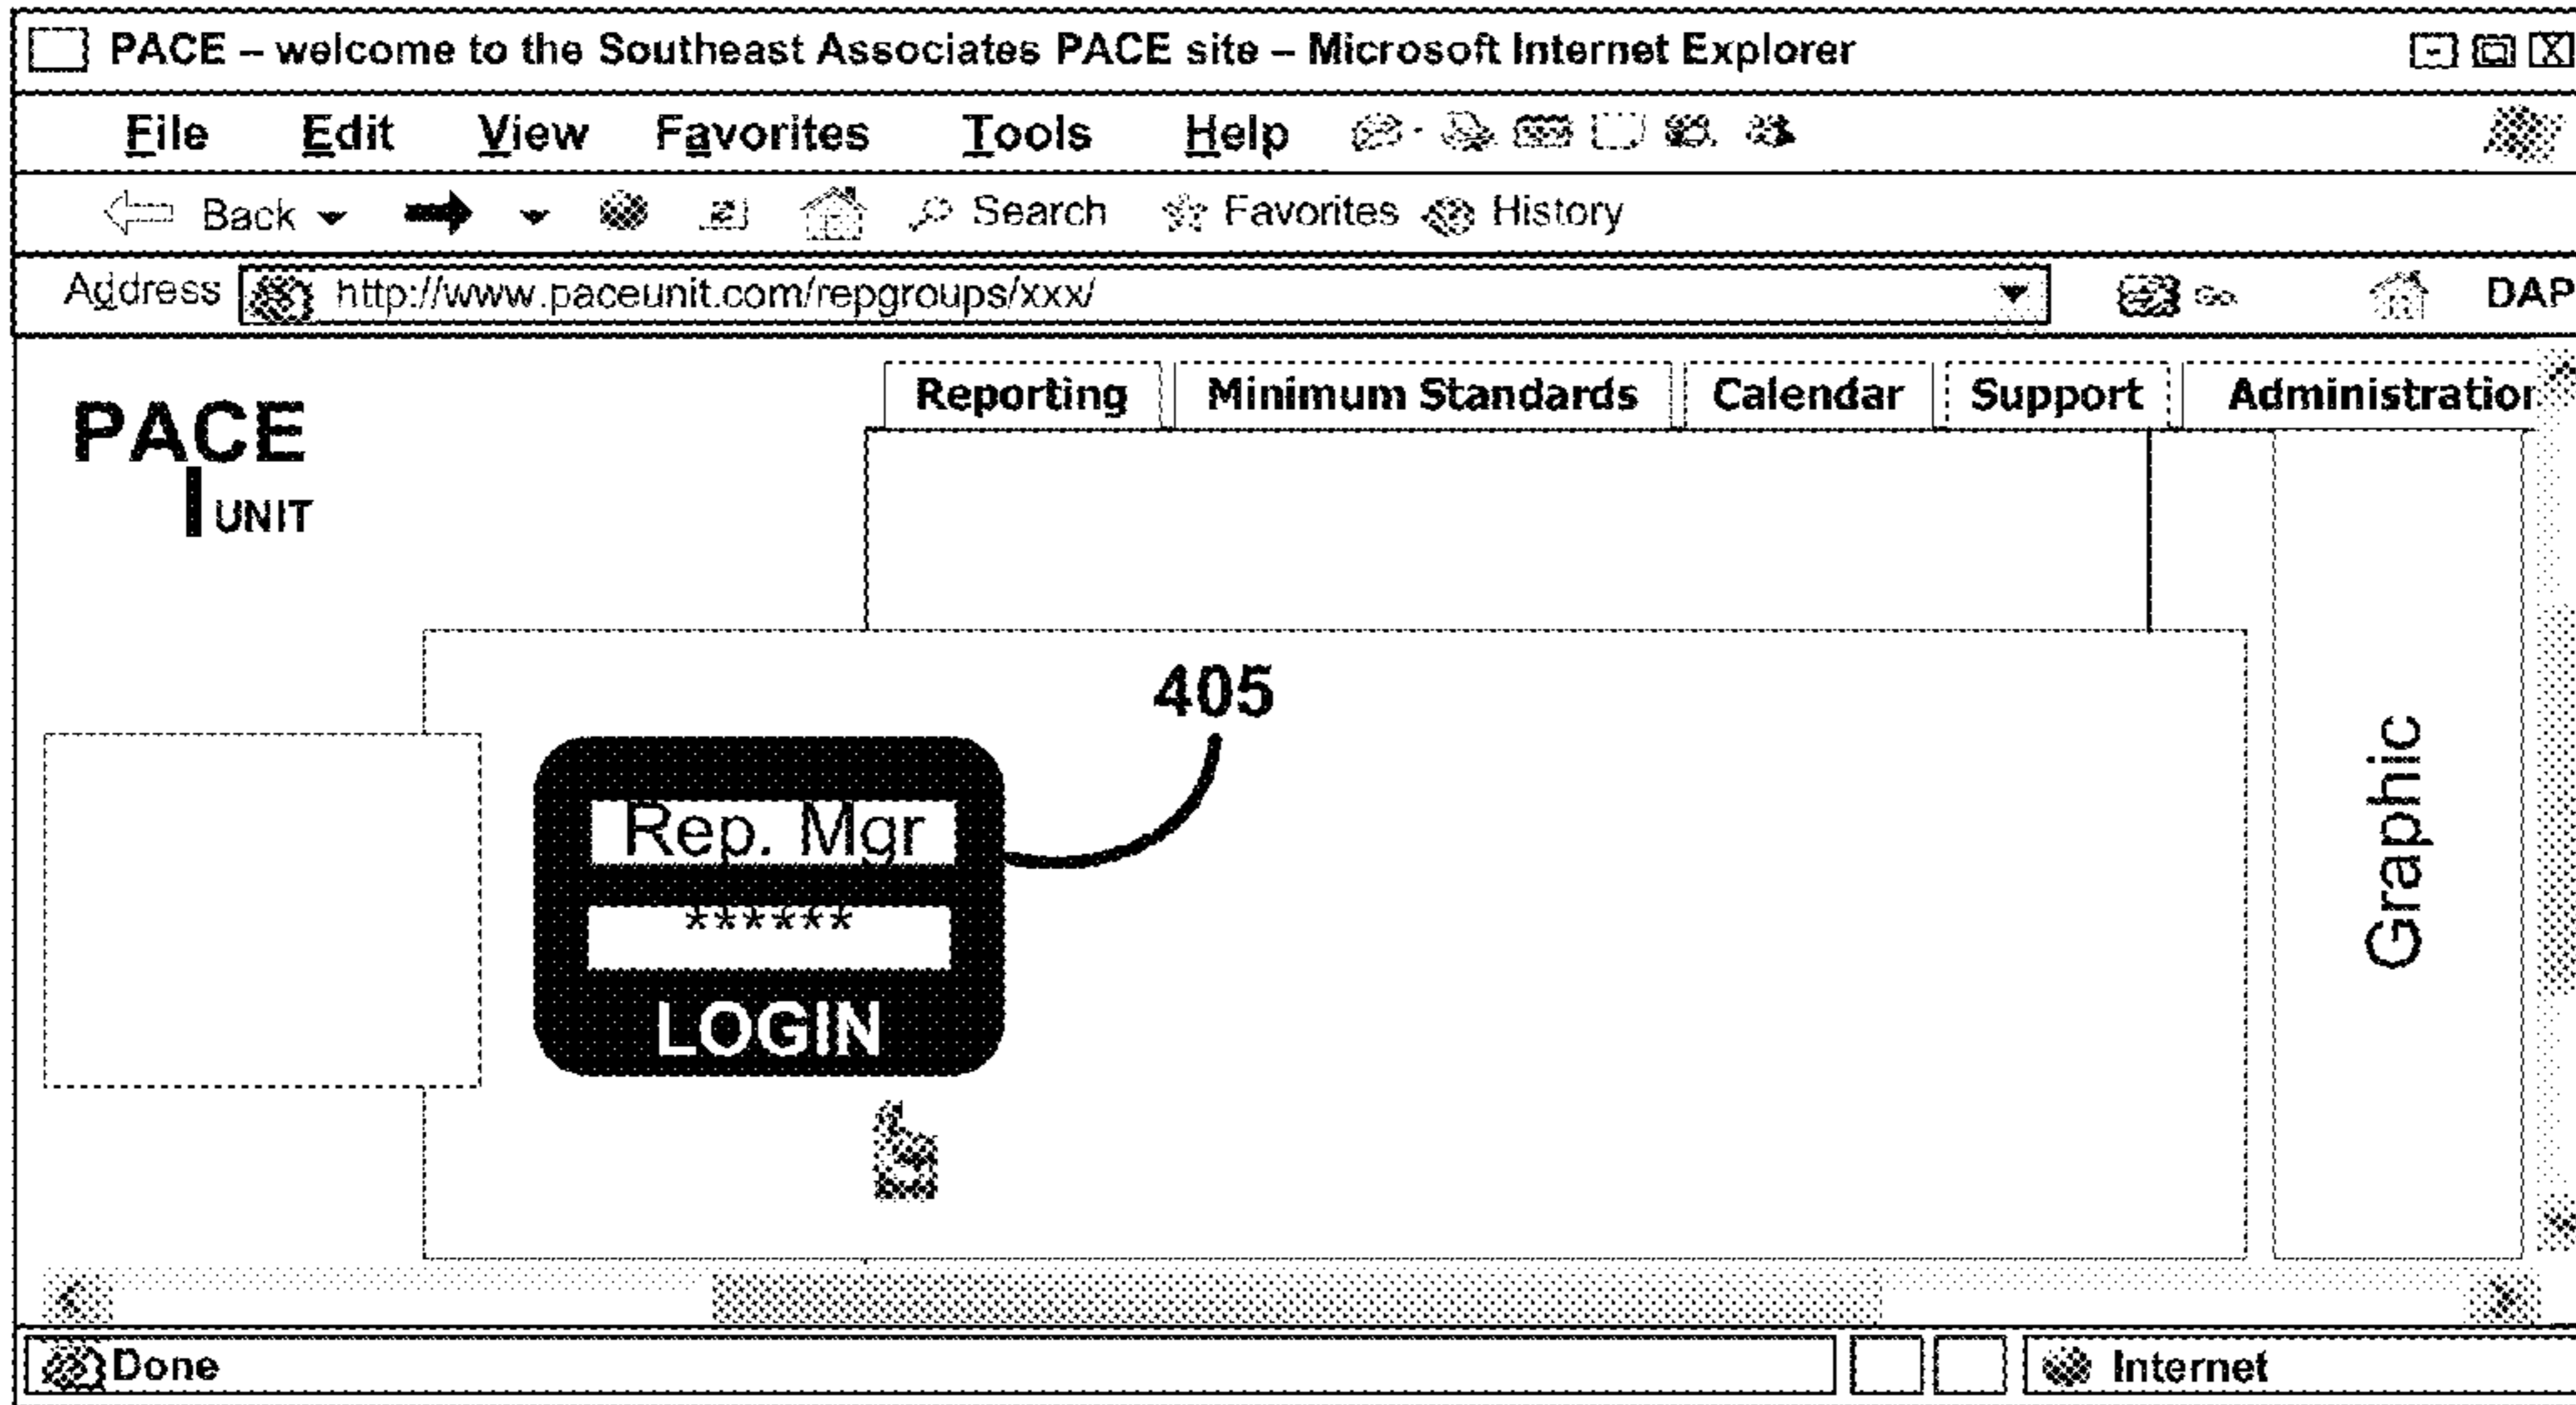 PACE – welcome to the Southeast Associates PACE site – Microsoft Internet Explorer
File Edit View Favorites Tools Help
Back Search Favorites History
Address http://www.paceunit.com/repgroups/xxx/ Go DAP
Reporting Minimum Standards Calendar Support Administration
PACE
UNIT
405
Rep. Mgr
******
LOGIN
Graphic
Done Internet